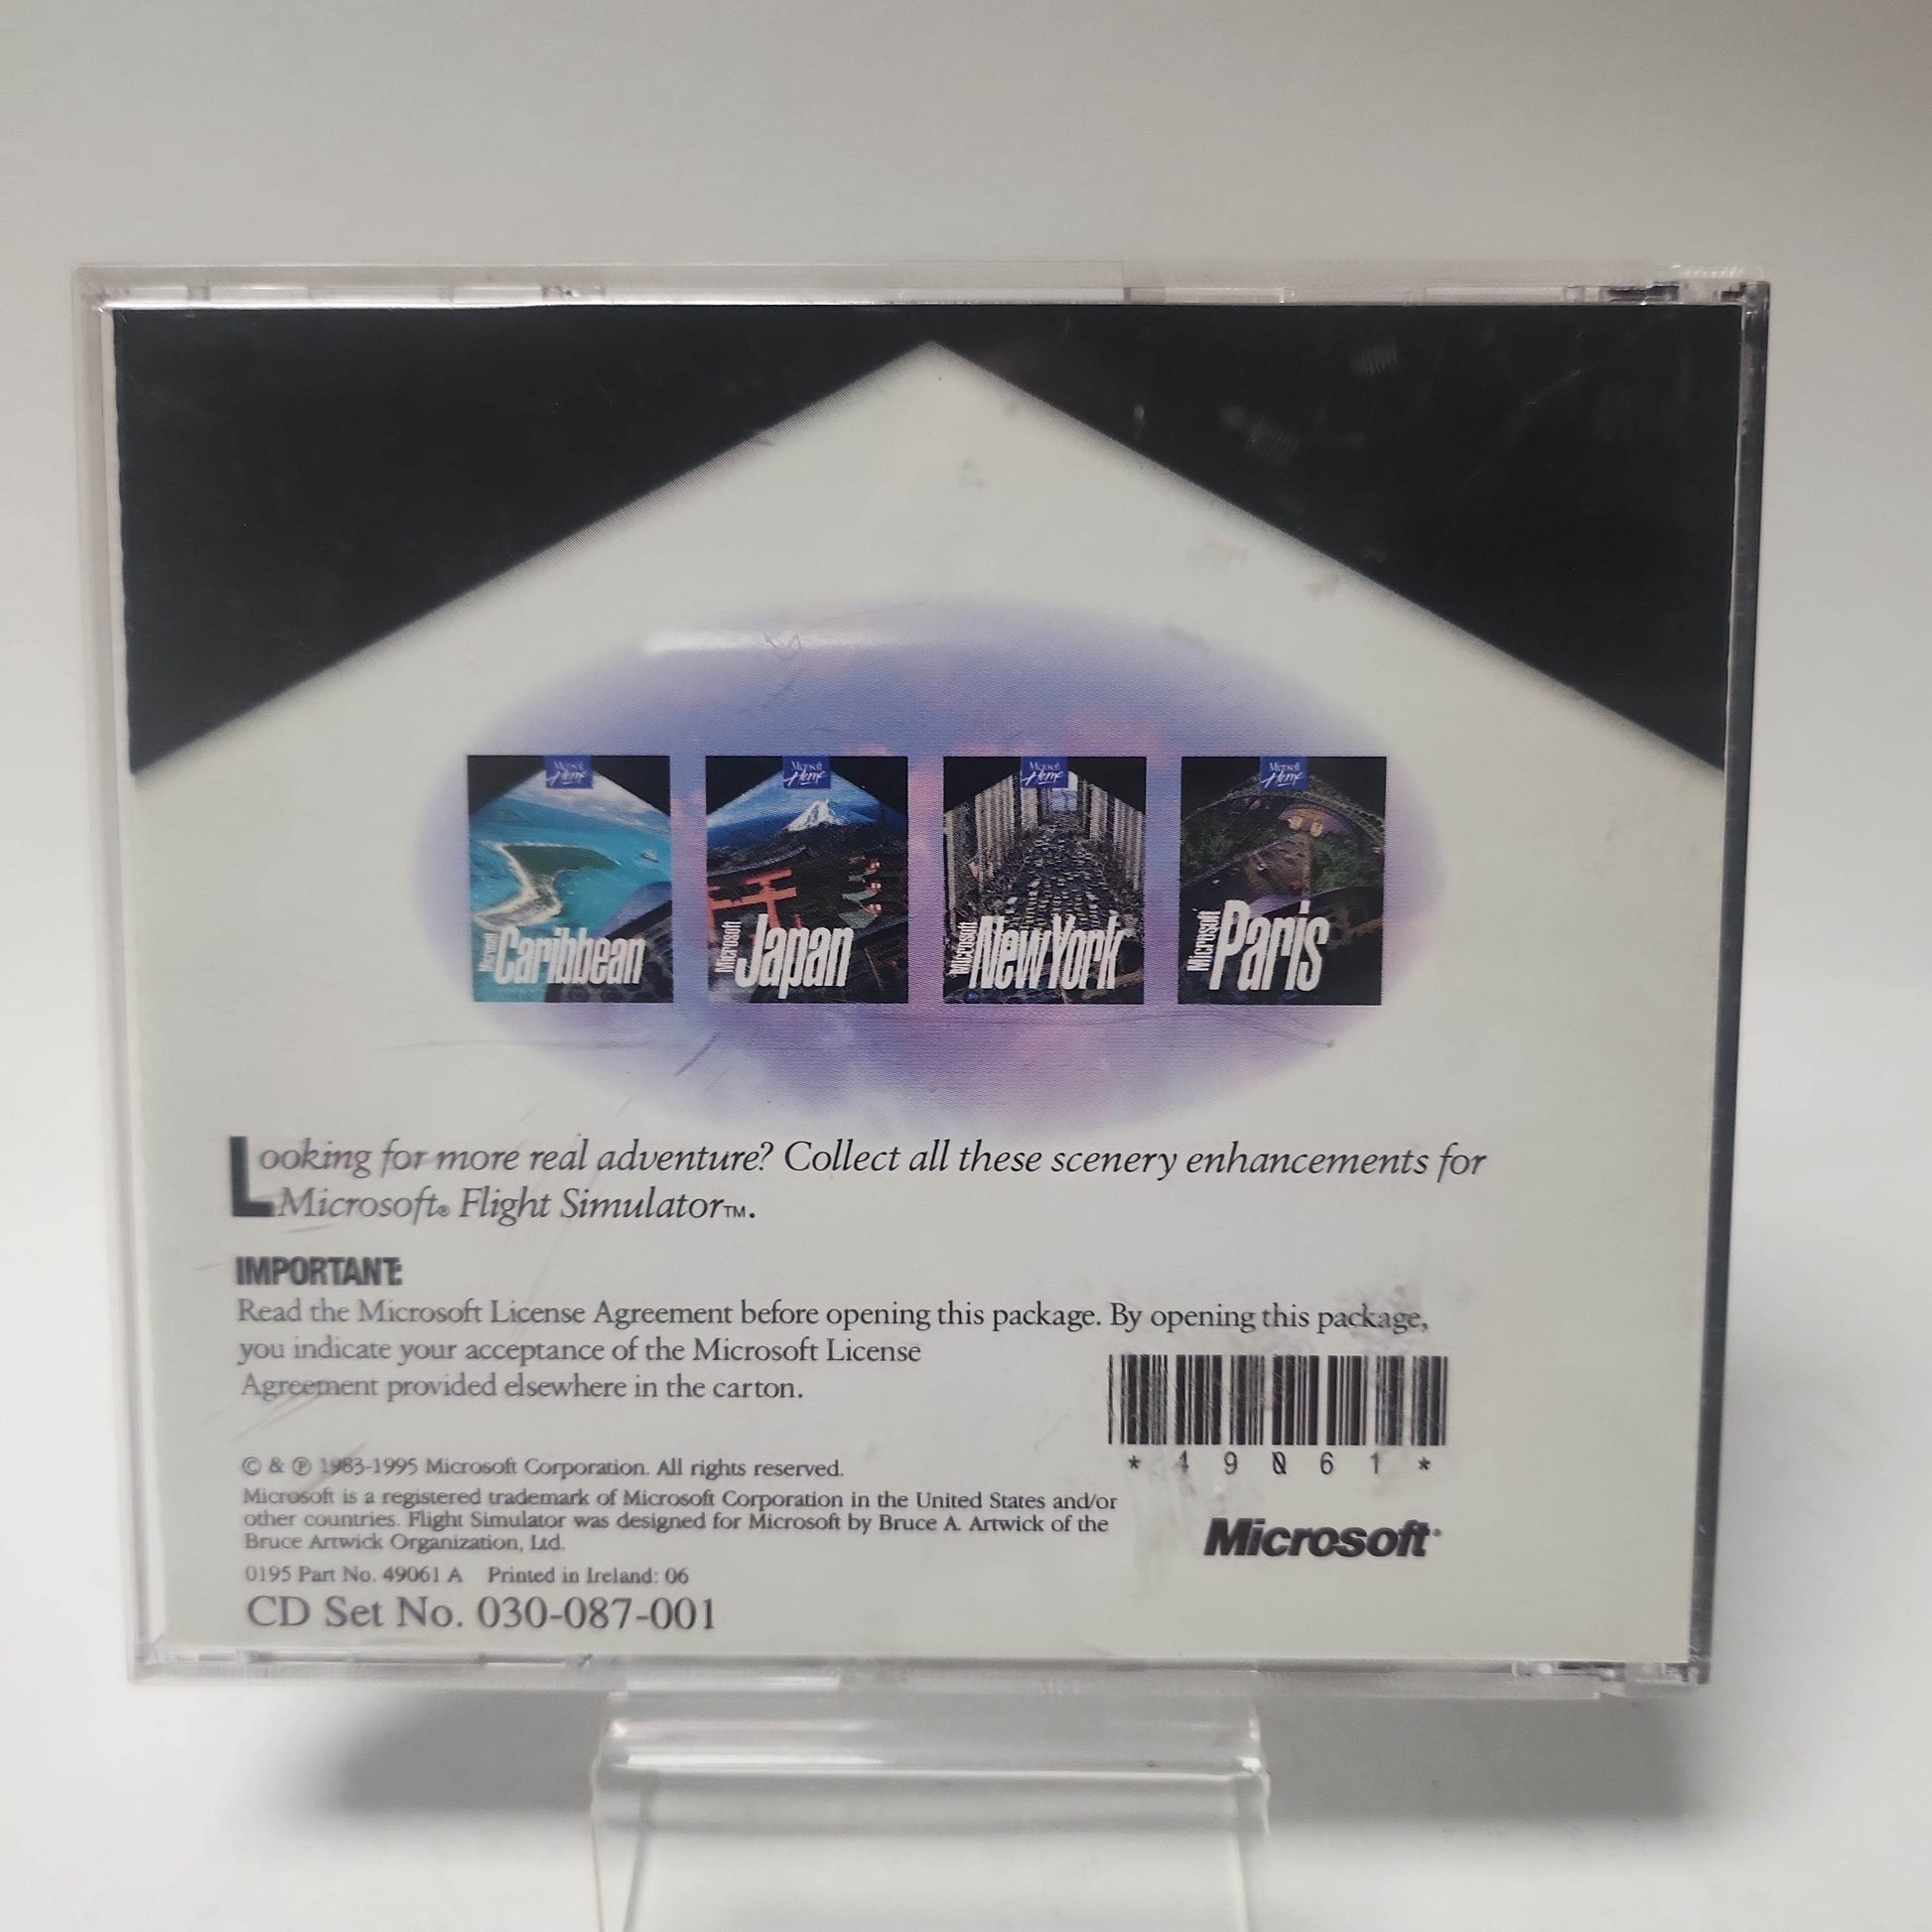 Microsoft Home
Microsoft Home
Microsoft Home
Microsoft Home
Microsoft Caribbean
Microsoft Japan
Microsoft New York
Microsoft Paris
Looking for more real adventure? Collect all these scenery enhancements for
Microsoft® Flight Simulator™.
IMPORTANT:
Read the Microsoft License Agreement before opening this package. By opening this package,
you indicate your acceptance of the Microsoft License
Agreement provided elsewhere in the carton.
*49061*
© & ℗ 1983-1995 Microsoft Corporation. All rights reserved.
Microsoft is a registered trademark of Microsoft Corporation in the United States and/or
other countries. Flight Simulator was designed for Microsoft by Bruce A. Artwick of the
Bruce Artwick Organization, Ltd.
Microsoft®
0195 Part No. 49061 A Printed in Ireland: 06
CD Set No. 030-087-001